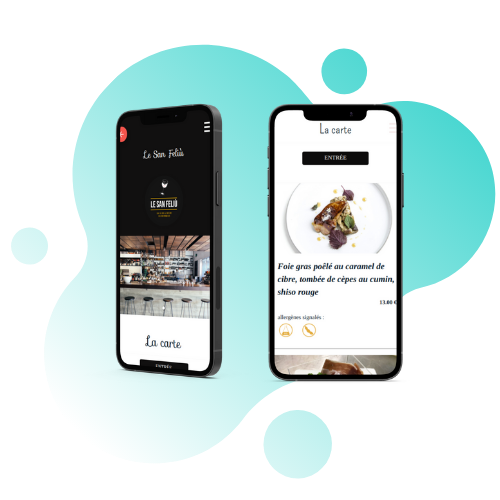 Le San Feliù
LE SAN FELIÙ
La carte
ENTRÉE
La carte
ENTRÉE
Foie gras poêlé au caramel de
cibre, tombée de cèpes au cumin,
shiso rouge
13.00 €
allergènes signalés :